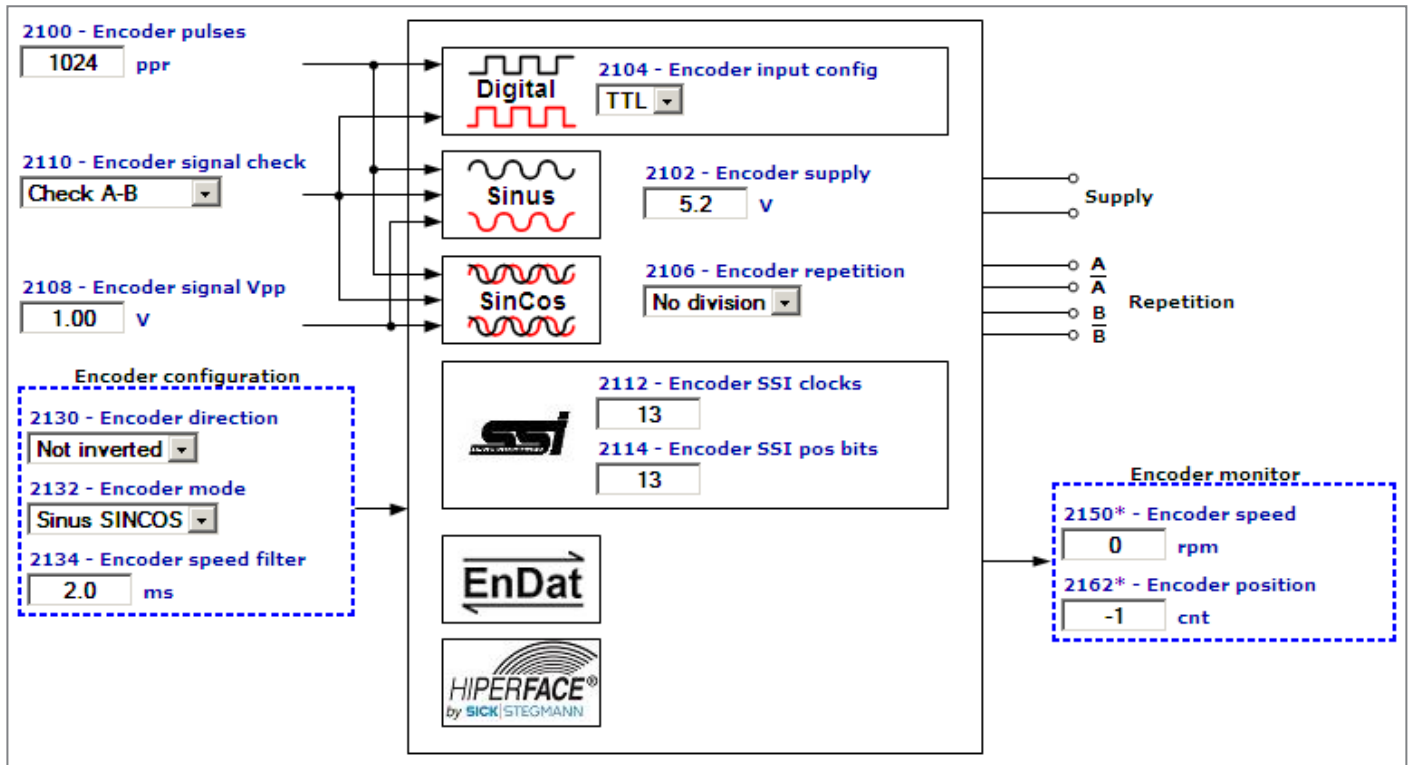 2100 - Encoder pulses
1024 ppr
Digital
2104 - Encoder input config
TTL
2110 - Encoder signal check
Check A-B
Sinus
2102 - Encoder supply
5.2 V
Supply
2108 - Encoder signal Vpp
1.00 V
SinCos
2106 - Encoder repetition
No division
A
A
B
B
Repetition
Encoder configuration
2130 - Encoder direction
Not inverted
2132 - Encoder mode
Sinus SINCOS
2134 - Encoder speed filter
2.0 ms
SSI
2112 - Encoder SSI clocks
13
2114 - Encoder SSI pos bits
13
EnDat
HIPERFACE®
by SICK|STEGMANN
Encoder monitor
2150* - Encoder speed
0 rpm
2162* - Encoder position
-1 cnt